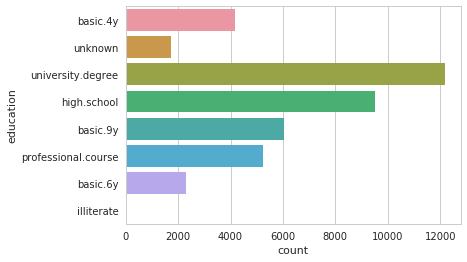 basic.4y
unknown
university.degree
high.school
basic.9y
professional.course
basic.6y
illiterate
education
0 2000 4000 6000 8000 10000 12000
count